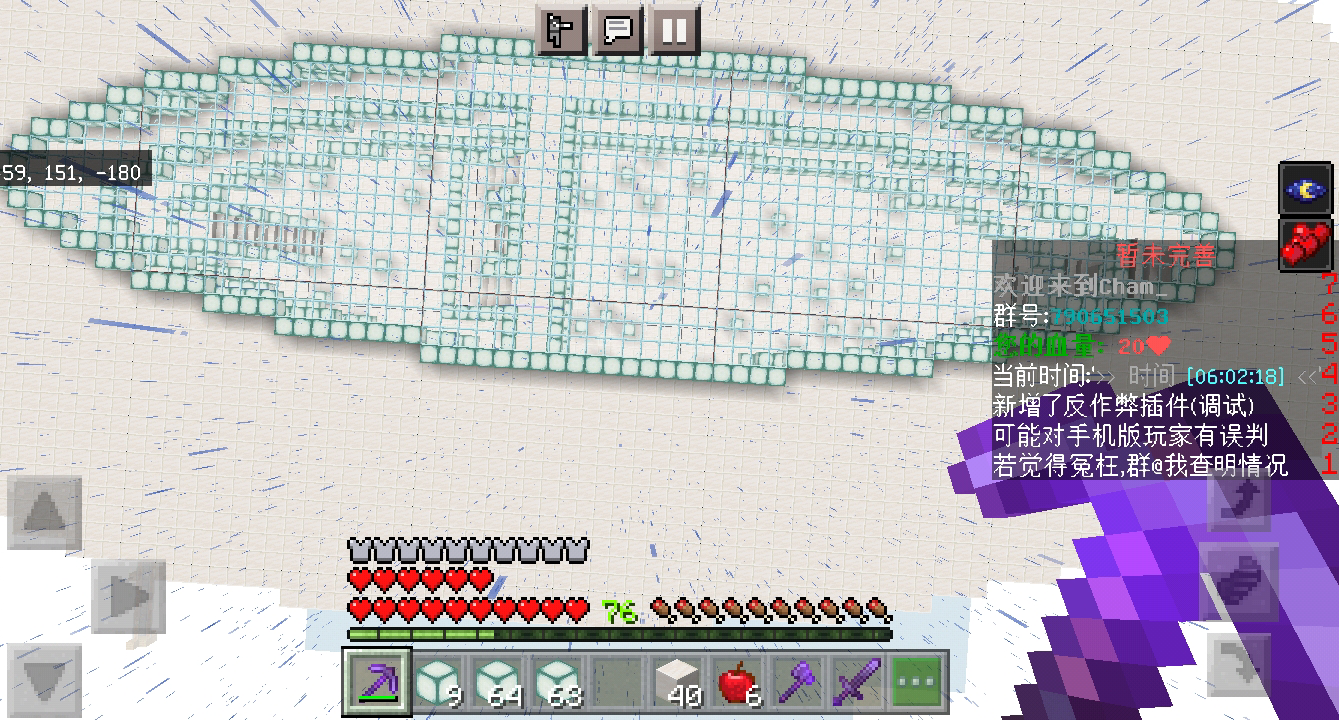 59, 151, -180
暂未完善
欢迎来到Cham_ 7
群号:790651503 6
您的血量: 20❤ 5
当前时间:'>> 时间 [06:02:18] <<' 4
新增了反作弊插件(调试) 3
可能对手机版玩家有误判 2
若觉得冤枉,群@我查明情况 1
76
9 64 63 40 6